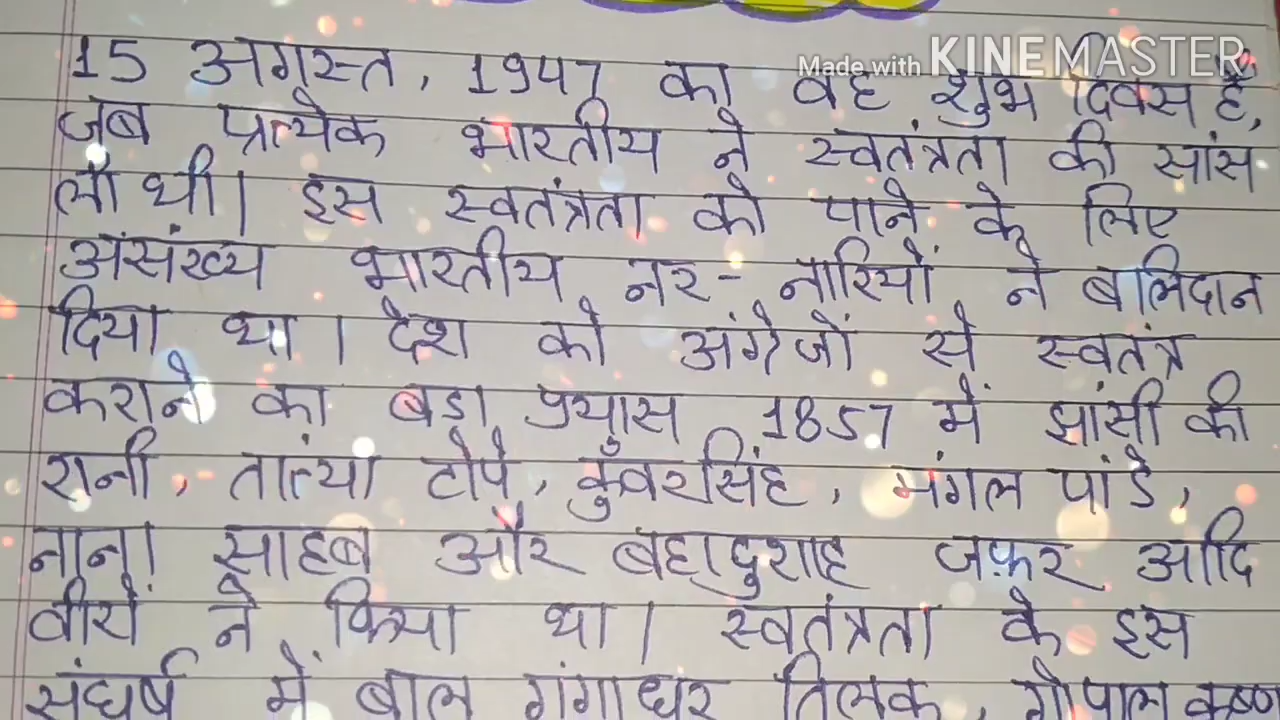 Made with KINEMASTER
15 अगस्त, 1947 का वह शुभ दिवस है,
जब प्रत्येक भारतीय ने स्वतंत्रता की सांस
ली थी। इस स्वतंत्रता को पाने के लिए
असंख्य भारतीय नर-नारियों ने बलिदान
दिया था। देश को अंग्रेजों से स्वतंत्र
कराने का बड़ा प्रयास 1857 में झांसी की
रानी, तात्या टोपे, कुँवरसिंह, मंगल पांडे,
नाना साहब और बहादुशाह जफ़र आदि
वीरों ने किया था। स्वतंत्रता के इस
संघर्ष में बाल गंगाधर तिलक, गोपाल कृष्ण